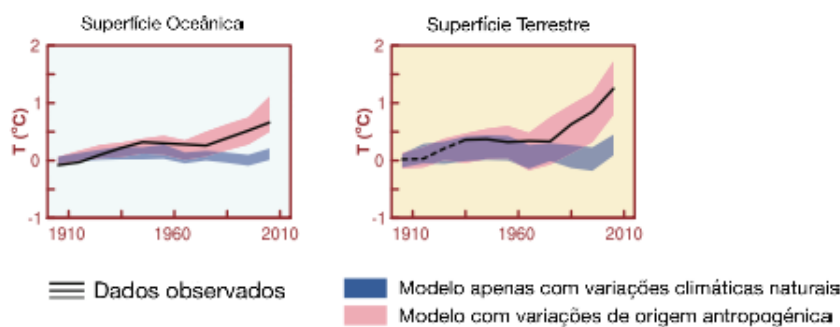 Superfície Oceânica
2
1
0
-1
T (°C)
1910
1960
2010
Superfície Terrestre
2
1
0
-1
T (°C)
1910
1960
2010
Dados observados
Modelo apenas com variações climáticas naturais
Modelo com variações de origem antropogénica